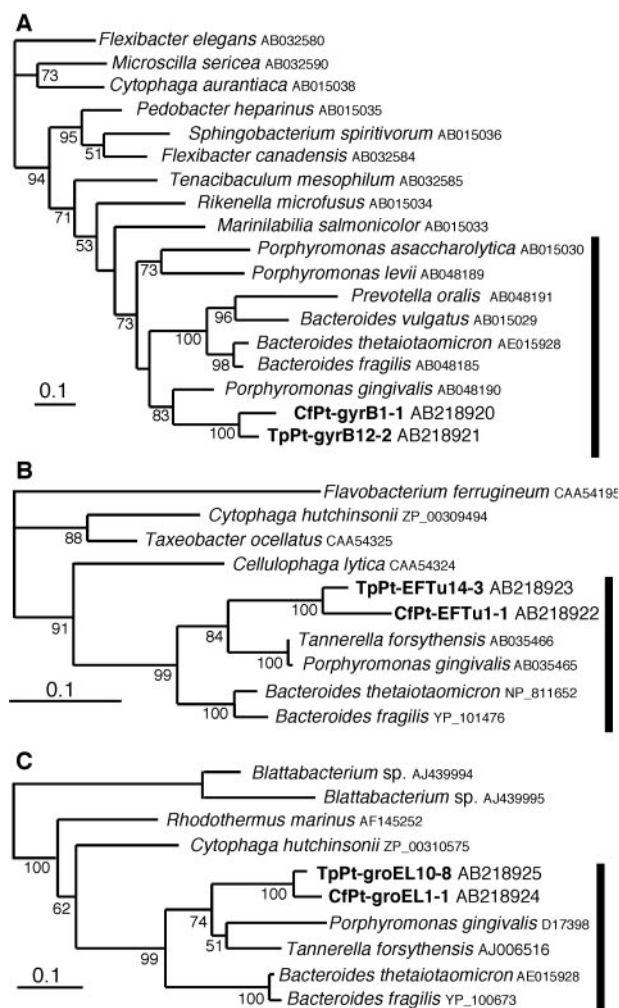 A
Flexibacter elegans AB032580
Microscilla sericea AB032590
73
Cytophaga aurantiaca AB015038
Pedobacter heparinus AB015035
95
Sphingobacterium spiritivorum AB015036
51
Flexibacter canadensis AB032584
94
Tenacibaculum mesophilum AB032585
71
Rikenella microfusus AB015034
53
Marinilabilia salmonicolor AB015033
Porphyromonas asaccharolytica AB015030
73
Porphyromonas levii AB048189
Prevotella oralis AB048191
96
Bacteroides vulgatus AB015029
73
100
Bacteroides thetaiotaomicron AE015928
98
Bacteroides fragilis AB048185
Porphyromonas gingivalis AB048190
0.1
83
CfPt-gyrB1-1 AB218920
100
TpPt-gyrB12-2 AB218921
B
Flavobacterium ferrugineum CAA54195
Cytophaga hutchinsonii ZP_00309494
88
Taxeobacter ocellatus CAA54325
Cellulophaga lytica CAA54324
TpPt-EFTu14-3 AB218923
100
CfPt-EFTu1-1 AB218922
91
84
Tannerella forsythensis AB035466
100
Porphyromonas gingivalis AB035465
99
0.1
Bacteroides thetaiotaomicron NP_811652
100
Bacteroides fragilis YP_101476
C
Blattabacterium sp. AJ439994
Blattabacterium sp. AJ439995
Rhodothermus marinus AF145252
100
Cytophaga hutchinsonii ZP_00310575
TpPt-groEL10-8 AB218925
100
CfPt-groEL1-1 AB218924
62
74
Porphyromonas gingivalis D17398
51
Tannerella forsythensis AJ006516
99
0.1
Bacteroides thetaiotaomicron AE015928
100
Bacteroides fragilis YP_100673